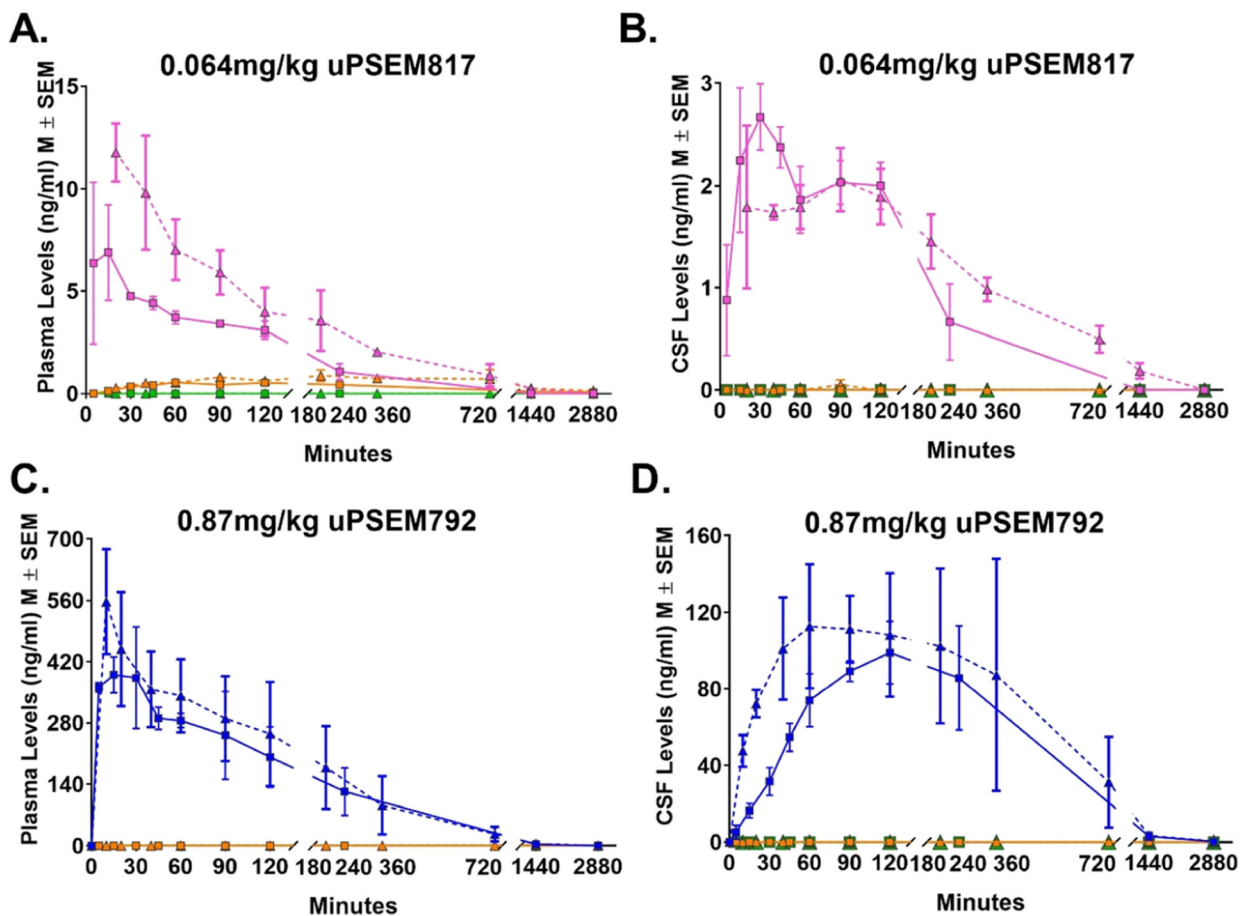 A.
0.064mg/kg uPSEM817
Plasma Levels (ng/ml) M ± SEM
15
10
5
0
0 30 60 90 120 180 240 360 720 1440 2880
Minutes
B.
0.064mg/kg uPSEM817
CSF Levels (ng/ml) M ± SEM
3
2
1
0
0 30 60 90 120 180 240 360 720 1440 2880
Minutes
C.
0.87mg/kg uPSEM792
Plasma Levels (ng/ml) M ± SEM
700
560
420
280
140
0
0 30 60 90 120 180 240 360 720 1440 2880
Minutes
D.
0.87mg/kg uPSEM792
CSF Levels (ng/ml) M ± SEM
160
120
80
40
0
0 30 60 90 120 180 240 360 720 1440 2880
Minutes